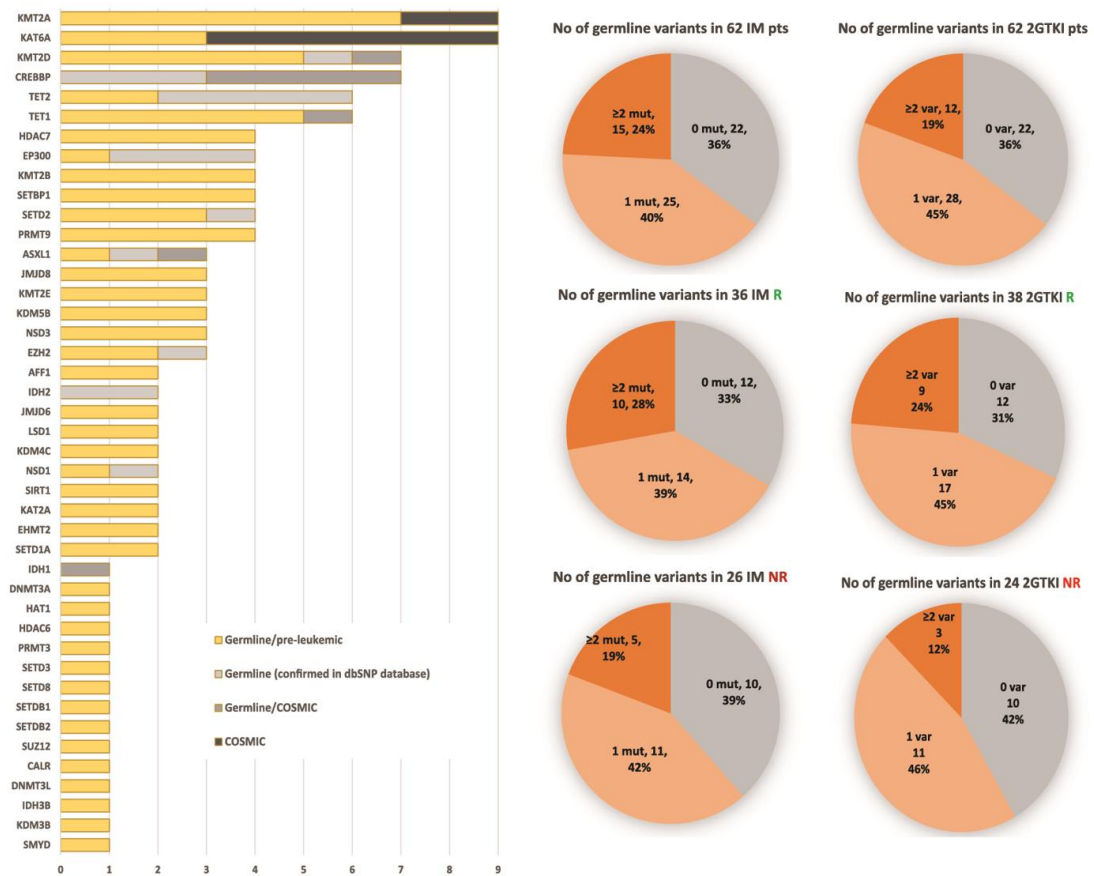 KMT2A
KAT6A
KMT2D
CREBBP
TET2
TET1
HDAC7
EP300
KMT2B
SETBP1
SETD2
PRMT9
ASXL1
JMJD8
KMT2E
KDM5B
NSD3
EZH2
AFF1
IDH2
JMJD6
LSD1
KDM4C
NSD1
SIRT1
KAT2A
EHMT2
SETD1A
IDH1
DNMT3A
HAT1
HDAC6
PRMT3
SETD3
SETD8
SETDB1
SETDB2
SUZ12
CALR
DNMT3L
IDH3B
KDM3B
SMYD
0 1 2 3 4 5 6 7 8 9
Germline/pre-leukemic
Germline (confirmed in dbSNP database)
Germline/COSMIC
COSMIC
No of germline variants in 62 IM pts
≥2 mut,
15, 24%
0 mut, 22,
36%
1 mut, 25,
40%
No of germline variants in 62 2GTKI pts
≥2 var, 12,
19%
0 var, 22,
36%
1 var, 28,
45%
No of germline variants in 36 IM R
≥2 mut,
10, 28%
0 mut, 12,
33%
1 mut, 14,
39%
No of germline variants in 38 2GTKI R
≥2 var
9
24%
0 var
12
31%
1 var
17
45%
No of germline variants in 26 IM NR
≥2 mut, 5,
19%
0 mut, 10,
39%
1 mut, 11,
42%
No of germline variants in 24 2GTKI NR
≥2 var
3
12%
0 var
10
42%
1 var
11
46%